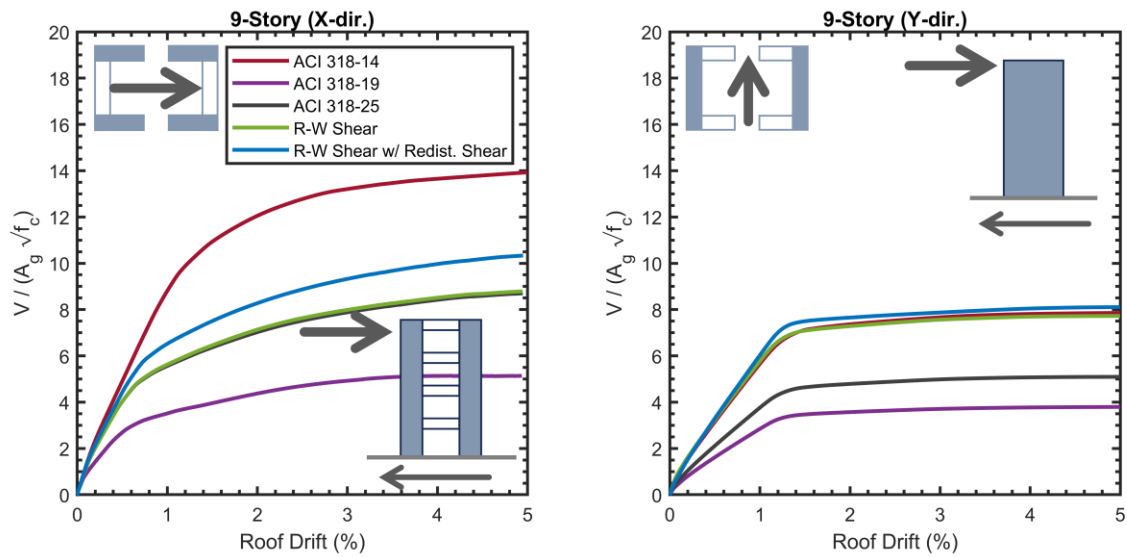 9-Story (X-dir.)
20
18
16
14
12
10
8
6
4
2
0
V / (A_g √f_c)
ACI 318-14
ACI 318-19
ACI 318-25
R-W Shear
R-W Shear w/ Redist. Shear
0 1 2 3 4 5
Roof Drift (%)
9-Story (Y-dir.)
20
18
16
14
12
10
8
6
4
2
0
V / (A_g √f_c)
0 1 2 3 4 5
Roof Drift (%)